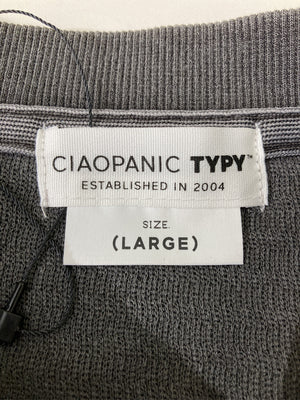 CIAOPANIC TYPY™
ESTABLISHED IN 2004
SIZE.
(LARGE)